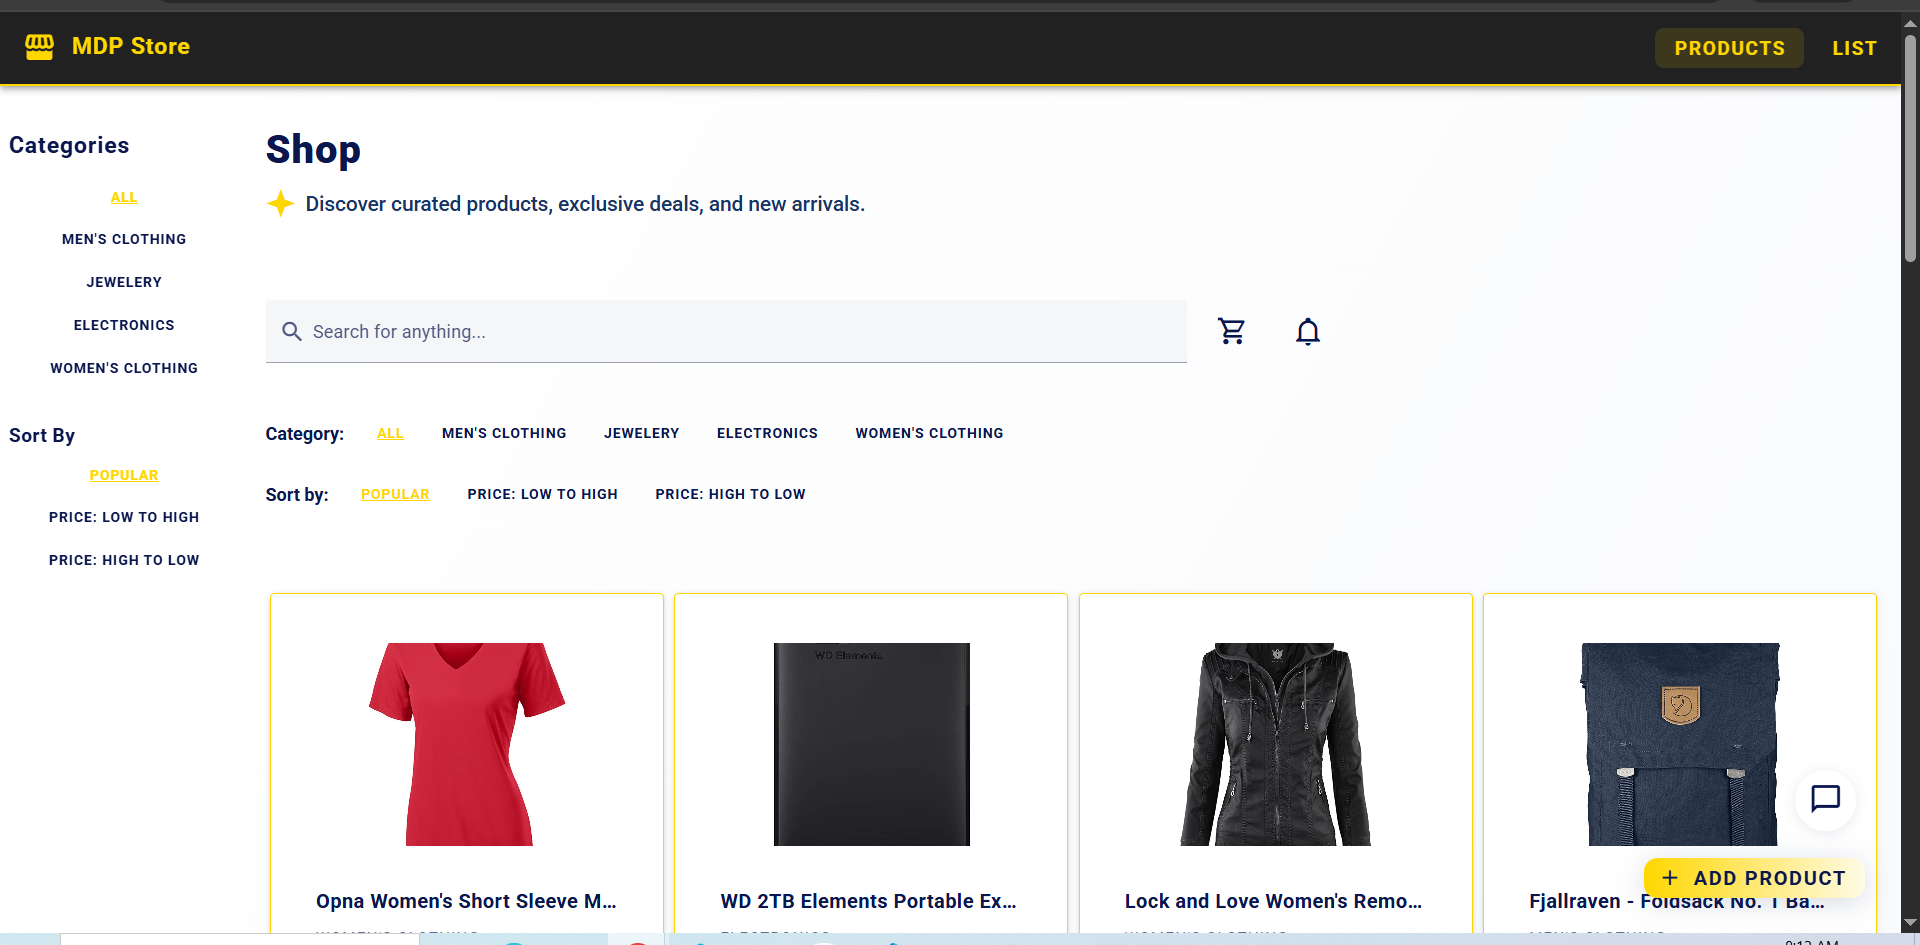 MDP Store
PRODUCTS
LIST
Categories
ALL
MEN'S CLOTHING
JEWELERY
ELECTRONICS
WOMEN'S CLOTHING
Sort By
POPULAR
PRICE: LOW TO HIGH
PRICE: HIGH TO LOW
Shop
Discover curated products, exclusive deals, and new arrivals.
Search for anything...
Category: ALL MEN'S CLOTHING JEWELERY ELECTRONICS WOMEN'S CLOTHING
Sort by: POPULAR PRICE: LOW TO HIGH PRICE: HIGH TO LOW
WD Elements
+ ADD PRODUCT
Opna Women's Short Sleeve M...
WD 2TB Elements Portable Ex...
Lock and Love Women's Remo...
Fjallraven - Foldsack No. 1 Ba...